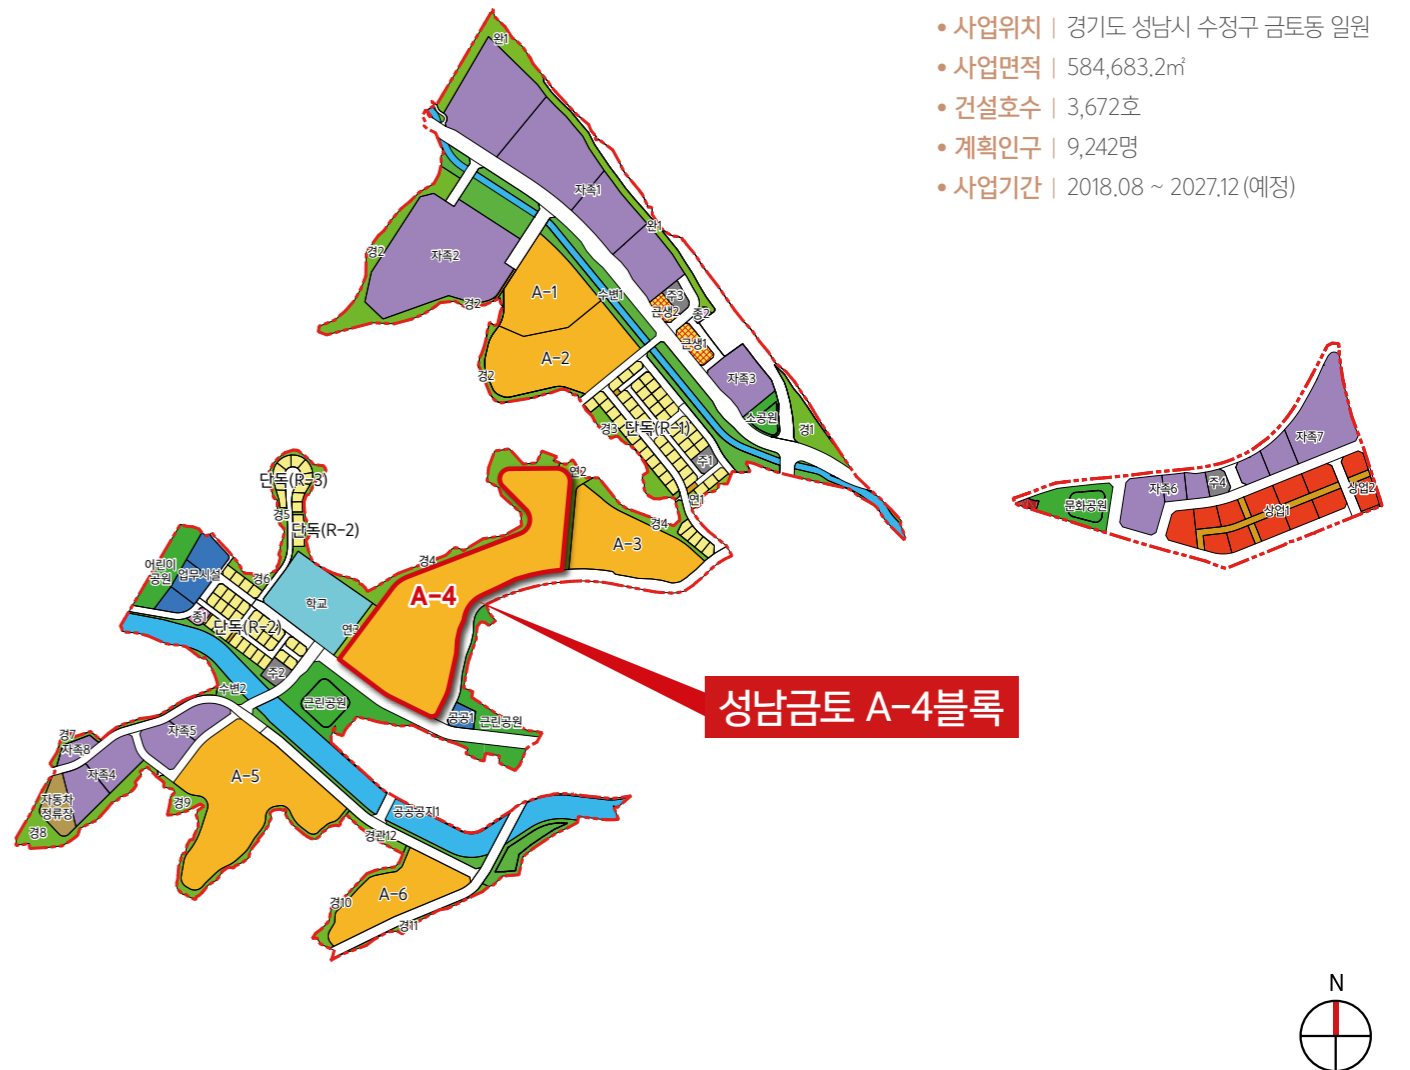 • 사업위치 | 경기도 성남시 수정구 금토동 일원
• 사업면적 | 584,683.2㎡
• 건설호수 | 3,672호
• 계획인구 | 9,242명
• 사업기간 | 2018.08 ~ 2027.12(예정)
완1
자족1
완1
경2
자족2
경2
A-1
수변1
주3
근생2
종2
근생1
A-2
경2
자족3
소공원
경1
경3
단독(R-1)
주1
연1
자족7
자족6
주4
상업2
문화공원
상업1
연2
경4
A-3
단독(R-3)
경5
단독(R-2)
어린이
공원
업무시설
경6
경4
A-4
학교
종1
단독(R-2)
연3
주2
수변2
근린공원
공공1
근린공원
성남금토 A-4블록
경7
자족8
자족5
자족4
A-5
자동차
정류장
경9
경8
공공공지1
경관12
A-6
경10
경11
N